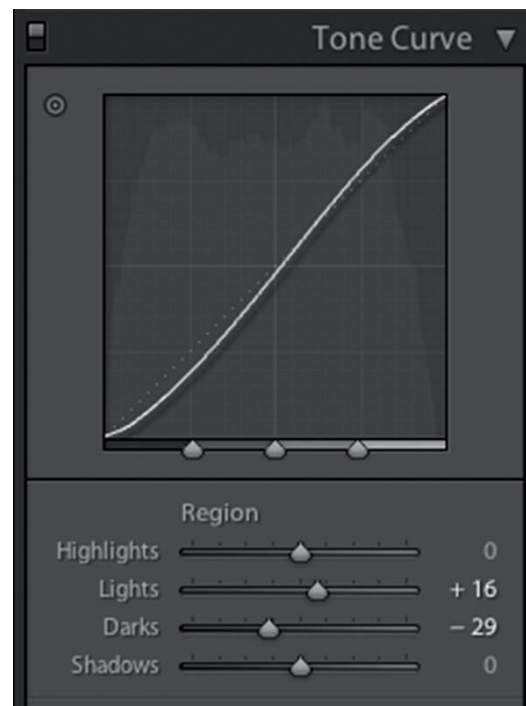 Tone Curve
Region
Highlights 0
Lights + 16
Darks – 29
Shadows 0